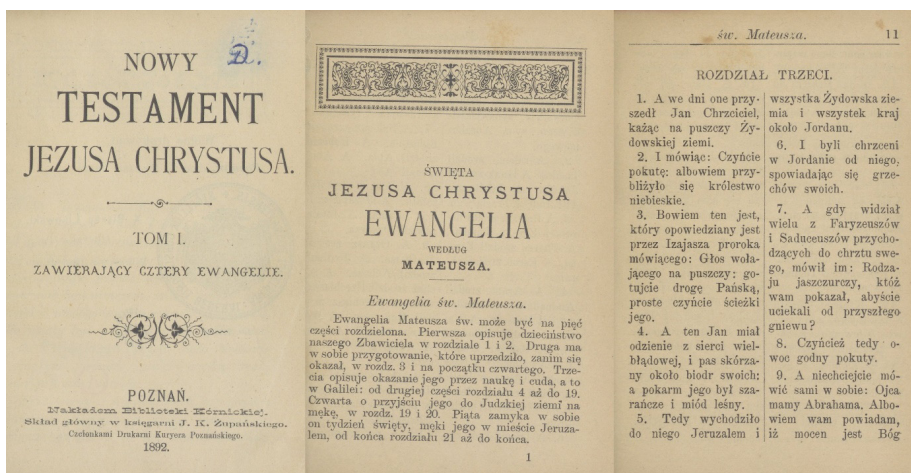 D.
NOWY
TESTAMENT
JEZUSA CHRYSTUSA.
TOM I.
ZAWIERAJĄCY CZTERY EWANGELIE.
POZNAŃ.
Nakładem Biblioteki Kórnickiej.
Skład główny w księgarni J. K. Żupańskiego.
Czcionkami Drukarni Kuryera Poznańskiego.
1892.
ŚWIĘTA
JEZUSA CHRYSTUSA
EWANGELIA
WEDŁUG
MATEUSZA.
Ewangelia św. Mateusza.
Ewangelia Mateusza św. może być na pięć
części rozdzielona. Pierwsza opisuje dzieciństwo
naszego Zbawiciela w rozdziale 1 i 2. Druga ma
w sobie przygotowanie, które uprzedziło, zanim się
okazał, w rozdz. 3 i na początku czwartego. Trze-
cia opisuje okazanie jego przez naukę i cuda, a to
w Galilei: od drugiej części rozdziału 4 aż do 19.
Czwarta o przyjściu jego do Judzkiej ziemi na
mękę, w rozdz. 19 i 20. Piąta zamyka w sobie
on tydzień święty, męki jego w mieście Jeruza-
lem, od końca rozdziału 21 aż do końca.
1
św. Mateusza. 11
ROZDZIAŁ TRZECI.
1. A we dni one przy-
szedł Jan Chrzciciel,
każąc na puszczy Ży-
dowskiej ziemi.
2. I mówiąc: Czyńcie
pokutę: albowiem przy-
bliżyło się królestwo
niebieskie.
3. Bowiem ten jest,
który opowiedziany jest
przez Izajasza proroka
mówiącego: Głos woła-
jącego na puszczy: go-
tujcie drogę Pańską,
proste czyńcie ścieżki
jego.
4. A ten Jan miał
odzienie z sierci wiel-
błądowej, i pas skórza-
ny około biodr swoich:
a pokarm jego był sza-
rańcze i miód leśny.
5. Tedy wychodziło
do niego Jeruzalem i
wszystka Żydowska zie-
mia i wszystek kraj
około Jordanu.
6. I byli chrzceni
w Jordanie od niego,
spowiadając się grze-
chów swoich.
7. A gdy widział
wielu z Faryzeuszów
i Saduceuszów przycho-
dzących do chrztu swe-
go, mówił im: Rodza-
ju jaszczurczy, któż
wam pokazał, abyście
uciekali od przyszłego
gniewu?
8. Czyńcież tedy o-
woc godny pokuty.
9. A niechciejcie mó-
wić sami w sobie: Ojca
mamy Abrahama. Albo-
wiem wam powiadam,
iż mocen jest Bóg